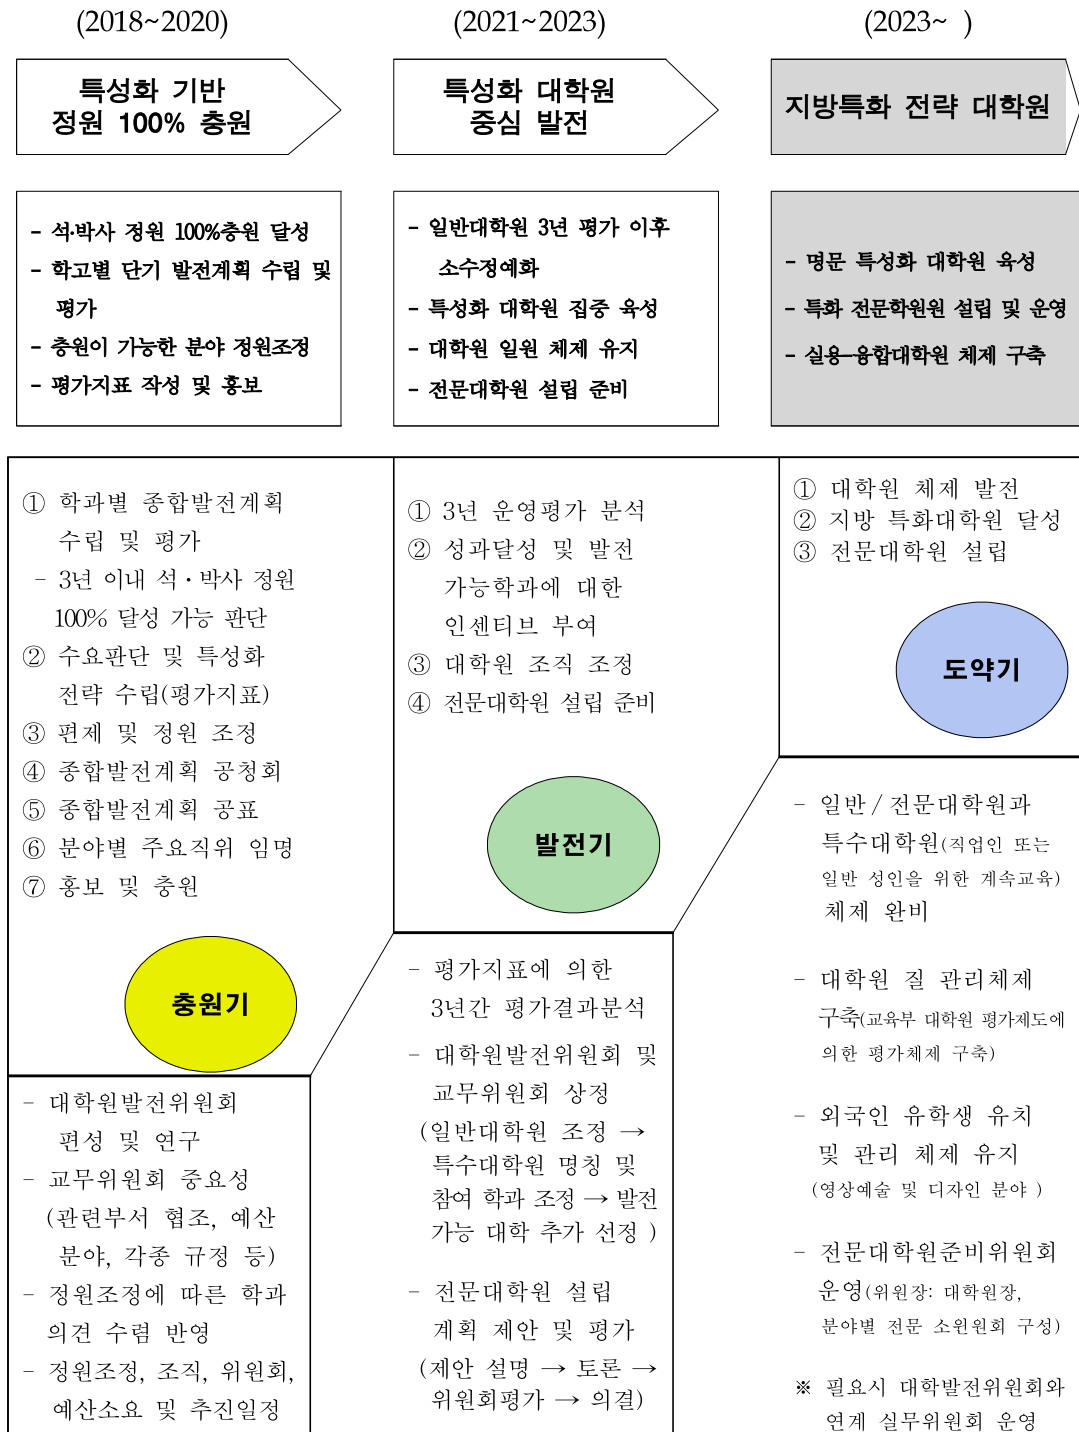 (2018~2020)
특성화 기반
정원 100% 충원
- 석·박사 정원 100%충원 달성
- 학고별 단기 발전계획 수립 및
평가
- 충원이 가능한 분야 정원조정
- 평가지표 작성 및 홍보
① 학과별 종합발전계획
수립 및 평가
- 3년 이내 석·박사 정원
100% 달성 가능 판단
② 수요판단 및 특성화
전략 수립(평가지표)
③ 편제 및 정원 조정
④ 종합발전계획 공청회
⑤ 종합발전계획 공표
⑥ 분야별 주요직위 임명
⑦ 홍보 및 충원
충원기
- 대학원발전위원회
편성 및 연구
- 교무위원회 중요성
(관련부서 협조, 예산
분야, 각종 규정 등)
- 정원조정에 따른 학과
의견 수렴 반영
- 정원조정, 조직, 위원회,
예산소요 및 추진일정
(2021~2023)
특성화 대학원
중심 발전
- 일반대학원 3년 평가 이후
소수정예화
- 특성화 대학원 집중 육성
- 대학원 일원 체제 유지
- 전문대학원 설립 준비
① 3년 운영평가 분석
② 성과달성 및 발전
가능학과에 대한
인센티브 부여
③ 대학원 조직 조정
④ 전문대학원 설립 준비
발전기
- 평가지표에 의한
3년간 평가결과분석
- 대학원발전위원회 및
교무위원회 상정
(일반대학원 조정 →
특수대학원 명칭 및
참여 학과 조정 → 발전
가능 대학 추가 선정 )
- 전문대학원 설립
계획 제안 및 평가
(제안 설명 → 토론 →
위원회평가 → 의결)
(2023~ )
지방특화 전략 대학원
- 명문 특성화 대학원 육성
- 특화 전문학원원 설립 및 운영
- 실용-융합대학원 체제 구축
① 대학원 체제 발전
② 지방 특화대학원 달성
③ 전문대학원 설립
도약기
- 일반/전문대학원과
특수대학원(직업인 또는
일반 성인을 위한 계속교육)
체제 완비
- 대학원 질 관리체제
구축(교육부 대학원 평가제도에
의한 평가체제 구축)
- 외국인 유학생 유치
및 관리 체제 유지
(영상예술 및 디자인 분야 )
- 전문대학원준비위원회
운영(위원장: 대학원장,
분야별 전문 소윈원회 구성)
※ 필요시 대학발전위원회와
연계 실무위원회 운영